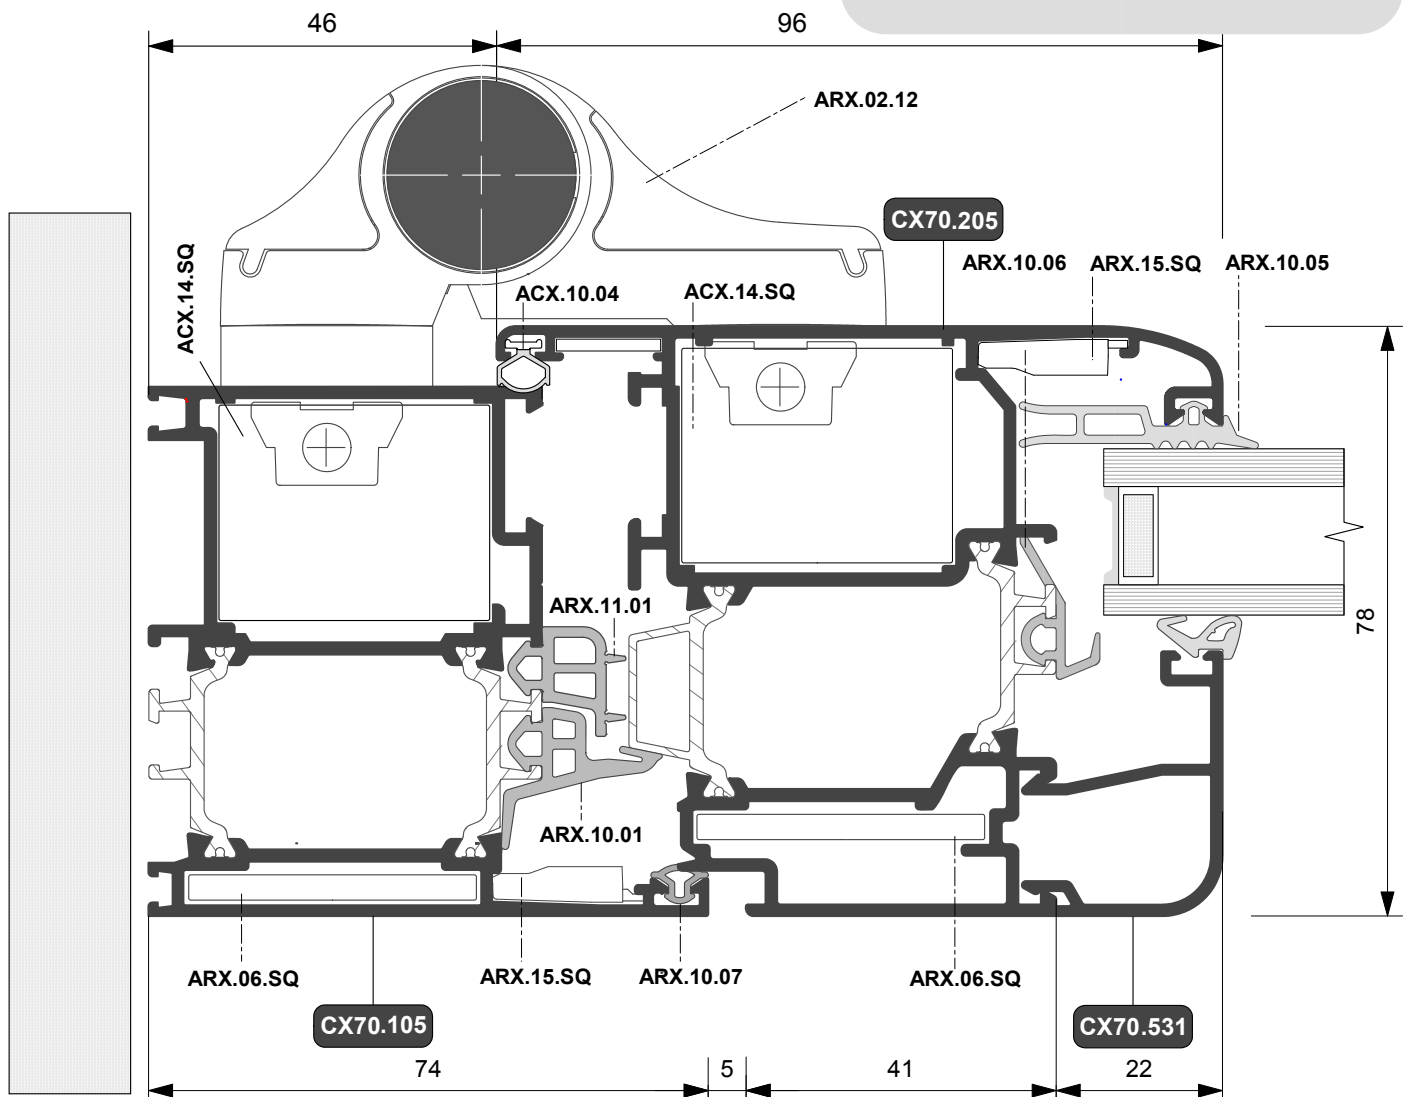 46
96
ARX.02.12
CX70.205
ARX.10.06
ARX.15.SQ
ARX.10.05
ACX.14.SQ
ACX.10.04
ACX.14.SQ
ARX.11.01
78
ARX.10.01
ARX.06.SQ
ARX.15.SQ
ARX.10.07
ARX.06.SQ
CX70.105
CX70.531
74
5
41
22